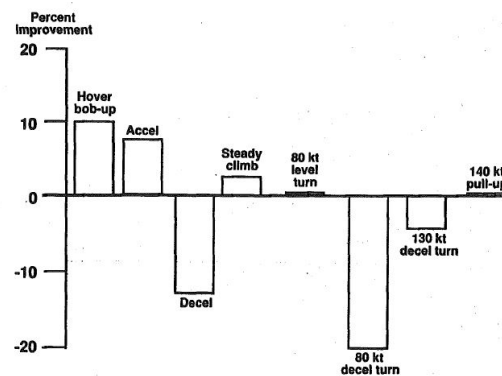 Percent
improvement
20
10
0
-10
-20
Hover
bob-up
Accel
Decel
Steady
climb
80 kt
level
turn
80 kt
decel turn
130 kt
decel turn
140 kt
pull-up